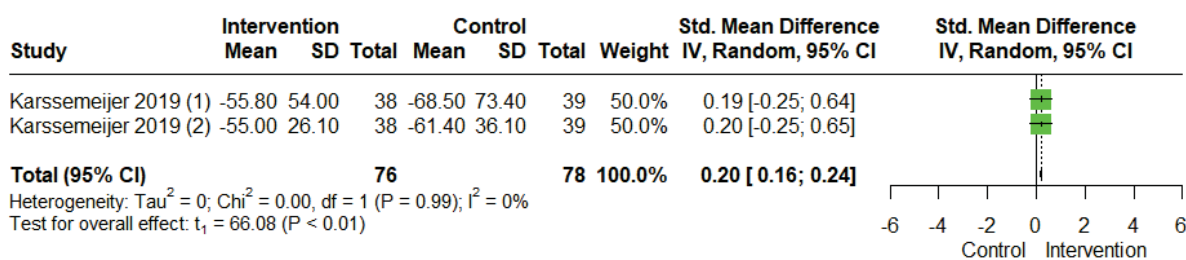 Intervention Control Std. Mean Difference Std. Mean Difference
Study Mean SD Total Mean SD Total Weight IV, Random, 95% CI IV, Random, 95% CI
Karssemeijer 2019 (1) -55.80 54.00 38 -68.50 73.40 39 50.0% 0.19 [-0.25; 0.64]
Karssemeijer 2019 (2) -55.00 26.10 38 -61.40 36.10 39 50.0% 0.20 [-0.25; 0.65]
Total (95% CI) 76 78 100.0% 0.20 [ 0.16; 0.24]
Heterogeneity: Tau² = 0; Chi² = 0.00, df = 1 (P = 0.99); I² = 0%
Test for overall effect: t₁ = 66.08 (P < 0.01)
-6 -4 -2 0 2 4 6
Control Intervention